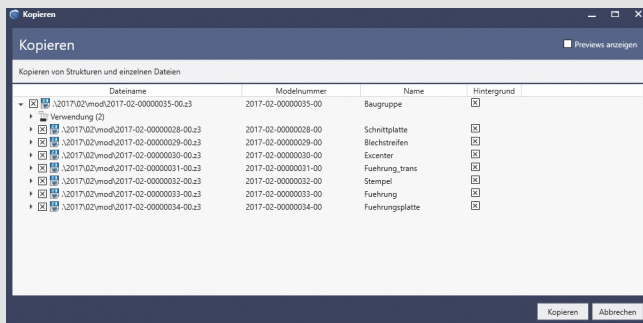 Kopieren
Kopieren
Previews anzeigen
Kopieren von Strukturen und einzelnen Dateien
Dateiname Modelnummer Name Hintergrund
.\2017\02\mod\2017-02-00000035-00.z3 2017-02-00000035-00 Baugruppe
Verwendung (2)
.\2017\02\mod\2017-02-00000028-00.z3 2017-02-00000028-00 Schnittplatte
.\2017\02\mod\2017-02-00000029-00.z3 2017-02-00000029-00 Blechstreifen
.\2017\02\mod\2017-02-00000030-00.z3 2017-02-00000030-00 Excenter
.\2017\02\mod\2017-02-00000031-00.z3 2017-02-00000031-00 Fuehrung_trans
.\2017\02\mod\2017-02-00000032-00.z3 2017-02-00000032-00 Stempel
.\2017\02\mod\2017-02-00000033-00.z3 2017-02-00000033-00 Fuehrung
.\2017\02\mod\2017-02-00000034-00.z3 2017-02-00000034-00 Fuehrungsplatte
Kopieren Abbrechen